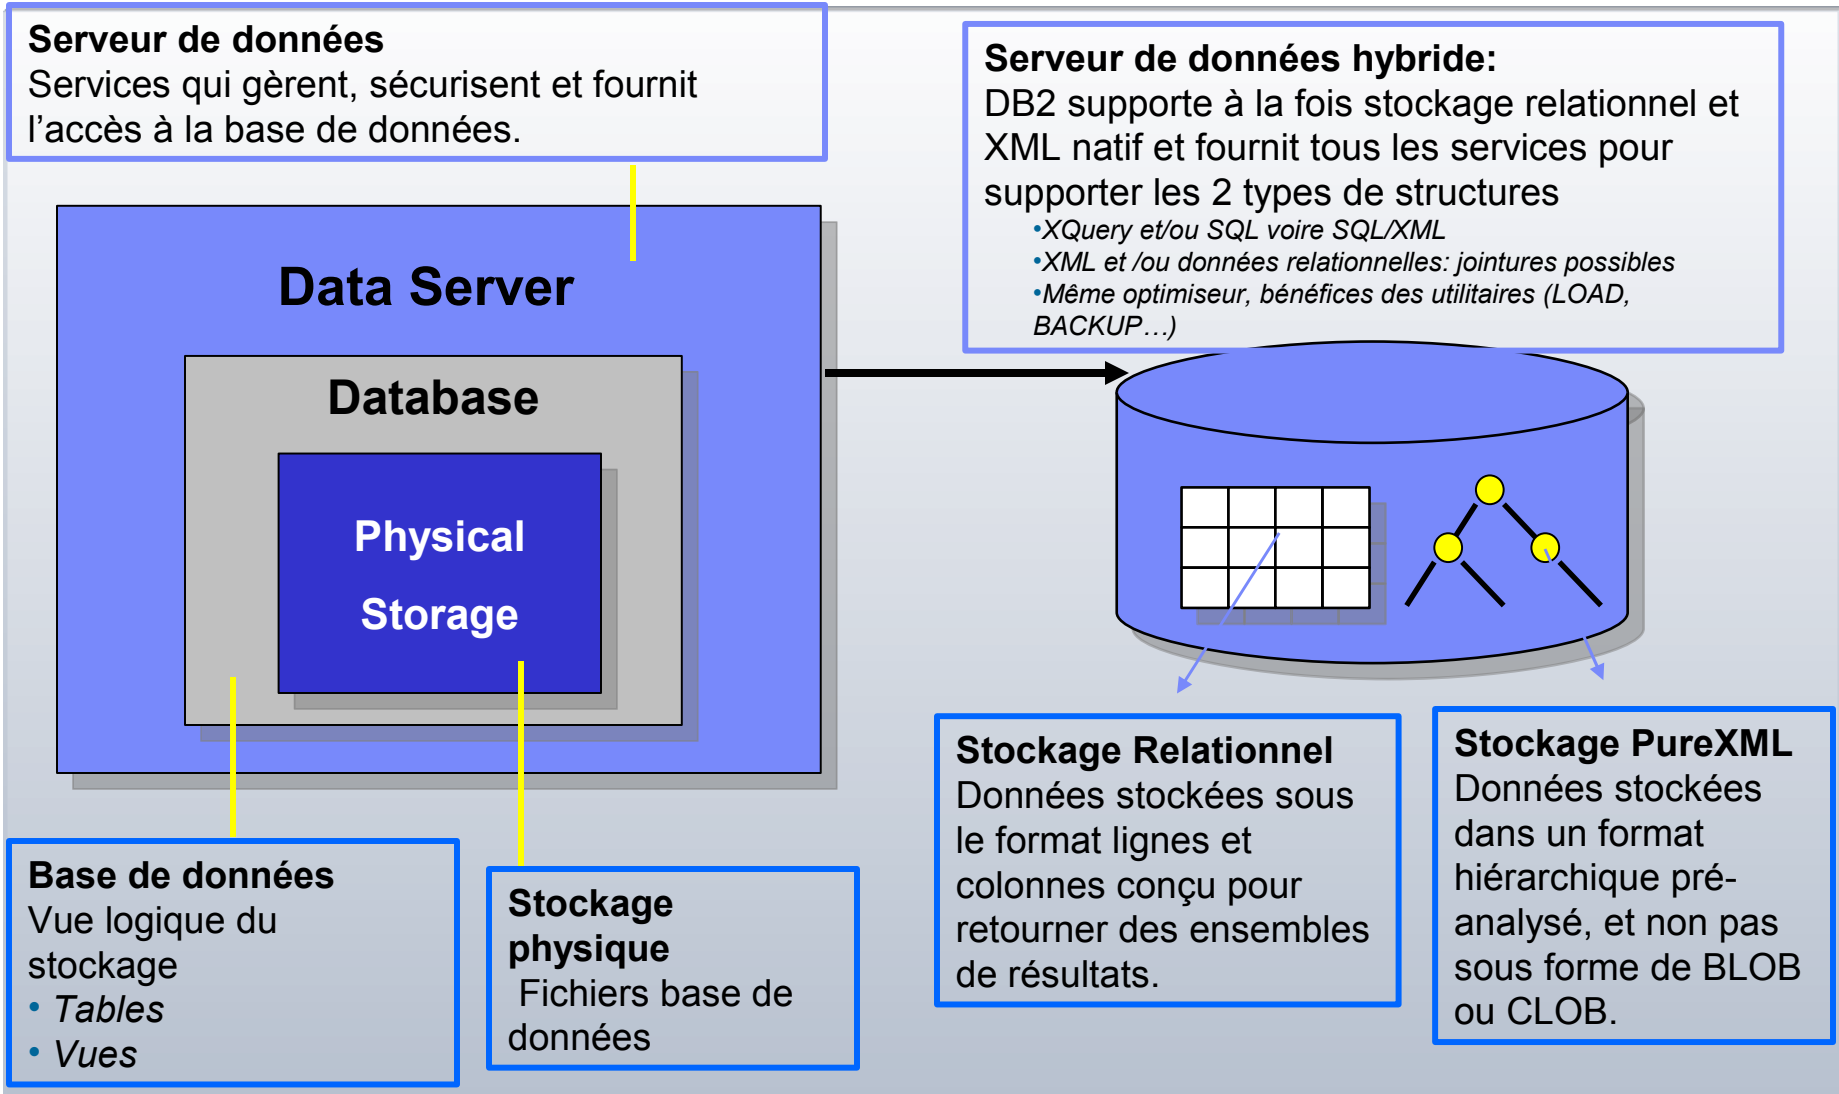 Serveur de données
Services qui gèrent, sécurisent et fournit
l'accès à la base de données.
Data Server
Database
Physical
Storage
Base de données
Vue logique du
stockage
• Tables
• Vues
Stockage
physique
Fichiers base de
données
Serveur de données hybride:
DB2 supporte à la fois stockage relationnel et
XML natif et fournit tous les services pour
supporter les 2 types de structures
•XQuery et/ou SQL voire SQL/XML
•XML et /ou données relationnelles: jointures possibles
•Même optimiseur, bénéfices des utilitaires (LOAD,
BACKUP…)
Stockage Relationnel
Données stockées sous
le format lignes et
colonnes conçu pour
retourner des ensembles
de résultats.
Stockage PureXML
Données stockées
dans un format
hiérarchique pré-
analysé, et non pas
sous forme de BLOB
ou CLOB.